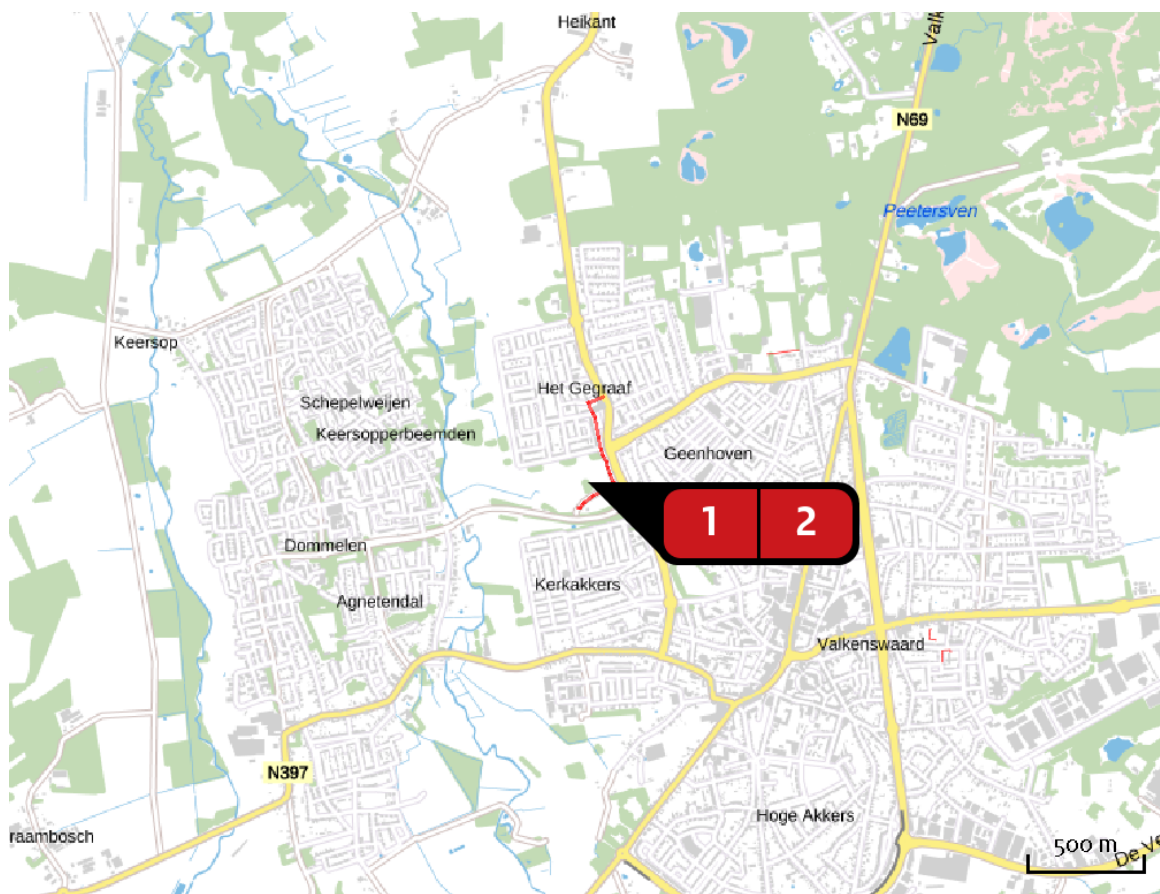 Heikant
Valk
N69
Peetersven
Keersop
Het Gegraaf
Schepelweijen
Keersopperbeemden
Geenhoven
1 2
Dommelen
Kerkakkers
Agnetendal
Valkenswaard
N397
Hoge Akkers
raambosch
500 m
De Ve